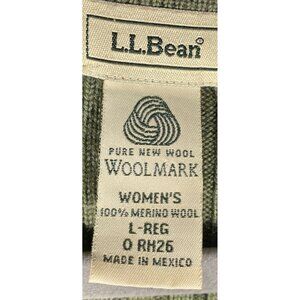 L.L.Bean®
PURE NEW WOOL
WOOLMARK
WOMEN'S
100% MERINO WOOL
L-REG
0 RH26
MADE IN MEXICO